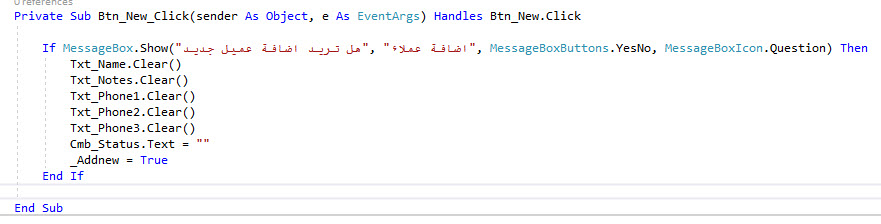 0 references
Private Sub Btn_New_Click(sender As Object, e As EventArgs) Handles Btn_New.Click
If MessageBox.Show("هل تريد اضافة عميل جديد", "اضافة عملاء", MessageBoxButtons.YesNo, MessageBoxIcon.Question) Then
Txt_Name.Clear()
Txt_Notes.Clear()
Txt_Phone1.Clear()
Txt_Phone2.Clear()
Txt_Phone3.Clear()
Cmb_Status.Text = ""
_Addnew = True
End If
End Sub